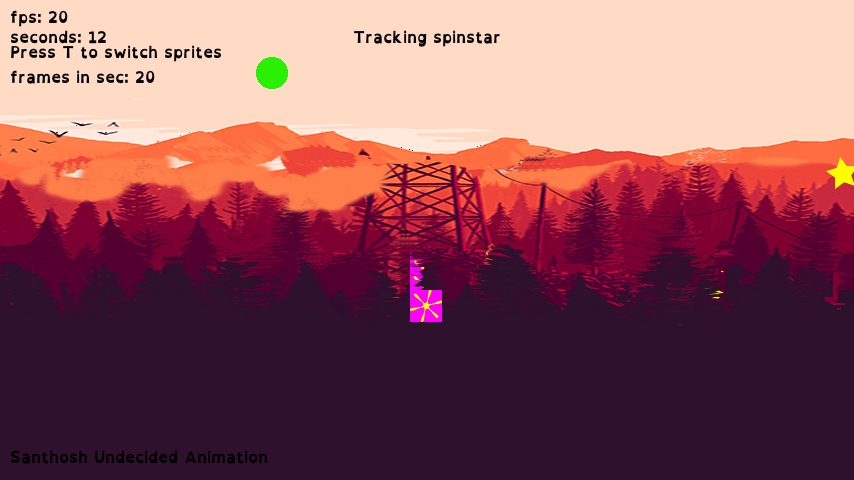 fps: 20
seconds: 12
Tracking spinstar
Press T to switch sprites
frames in sec: 20
Santhosh Undecided Animation